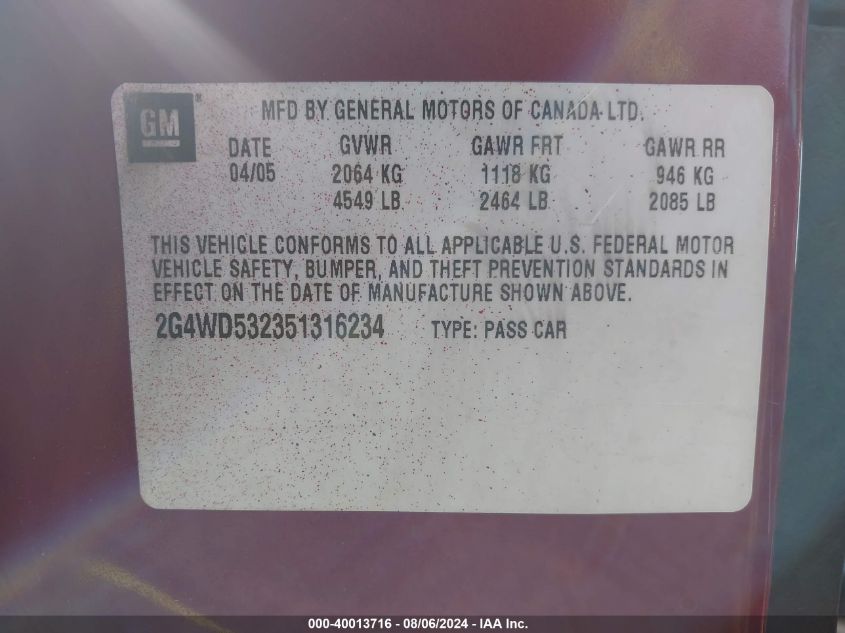 GM
MFD BY GENERAL MOTORS OF CANADA LTD.
DATE GVWR GAWR FRT GAWR RR
04/05 2064 KG 1118 KG 946 KG
4549 LB 2464 LB 2085 LB
THIS VEHICLE CONFORMS TO ALL APPLICABLE U.S. FEDERAL MOTOR
VEHICLE SAFETY, BUMPER, AND THEFT PREVENTION STANDARDS IN
EFFECT ON THE DATE OF MANUFACTURE SHOWN ABOVE.
2G4WD532351316234 TYPE: PASS CAR
000-40013716 - 08/06/2024 - IAA Inc.